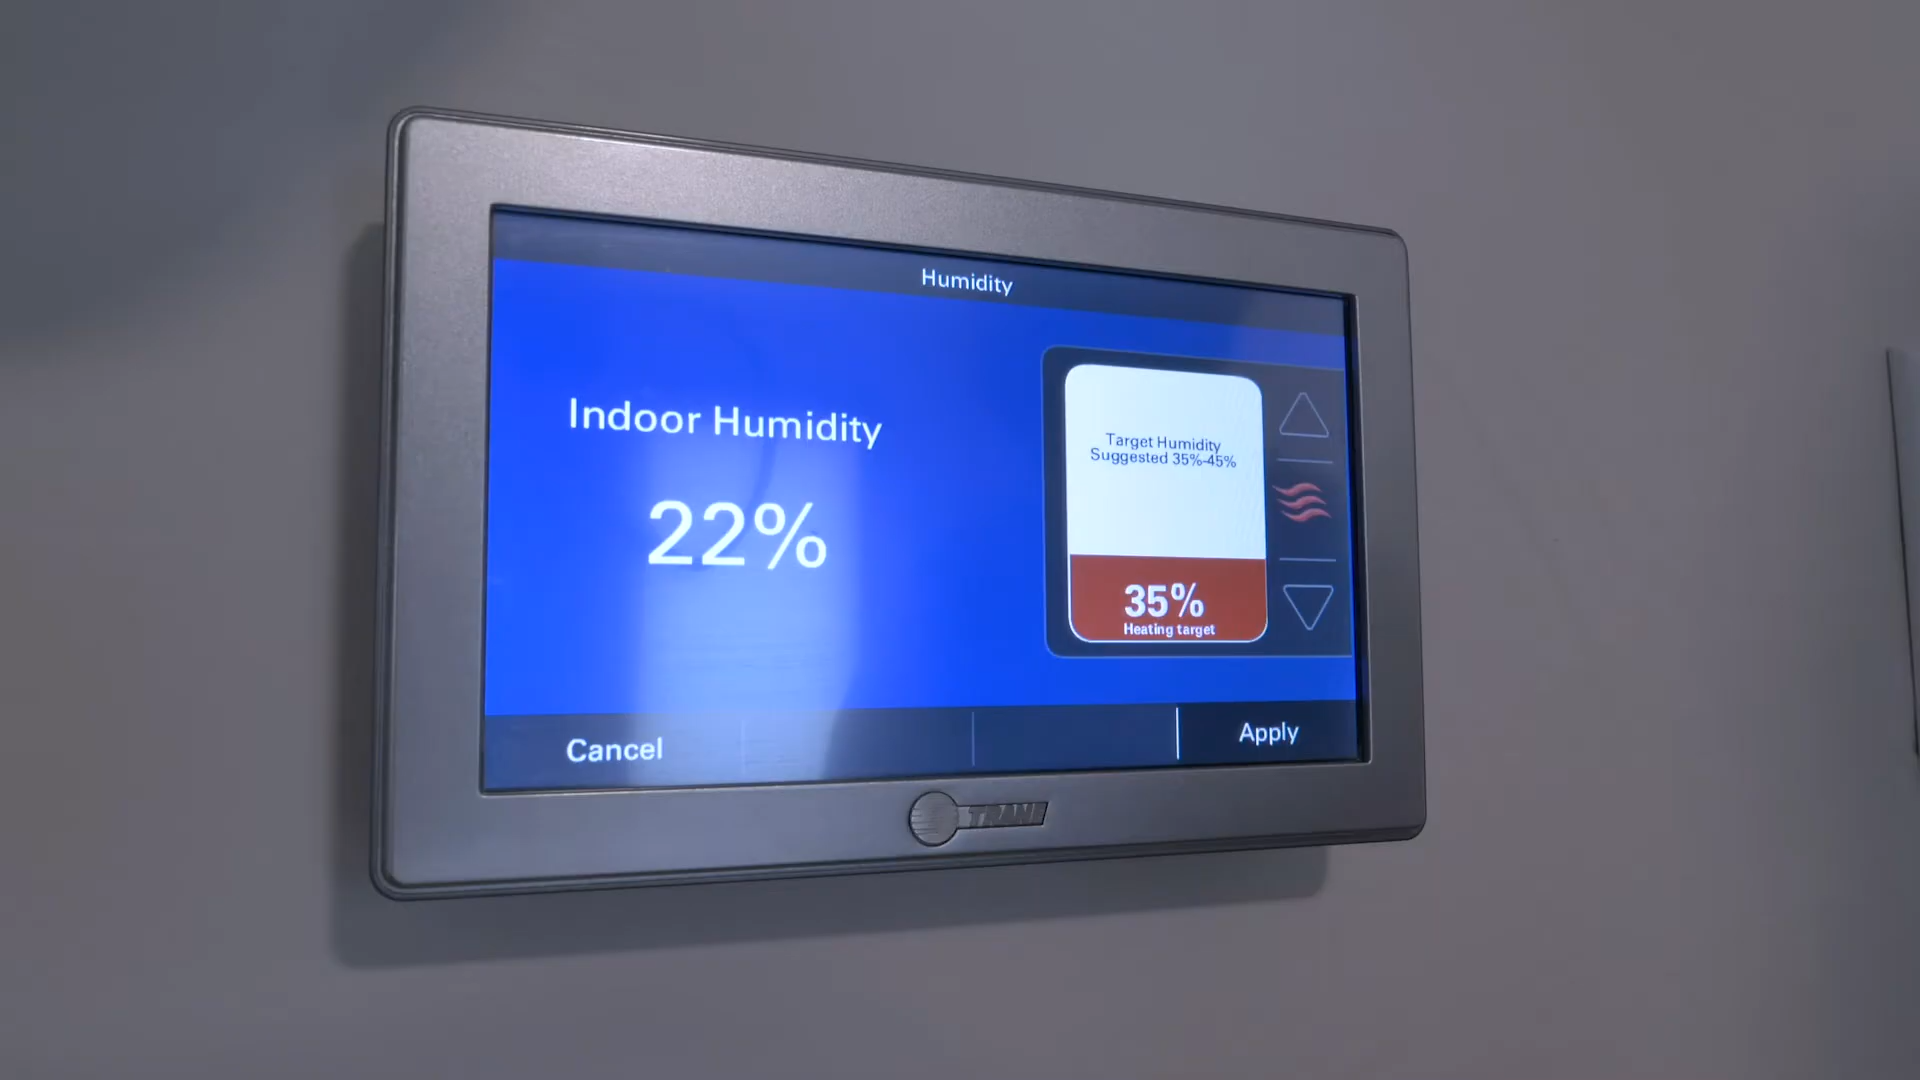 Humidity
Indoor Humidity
22%
Target Humidity
Suggested 35%-45%
35%
Heating target
Cancel
Apply
TRANE